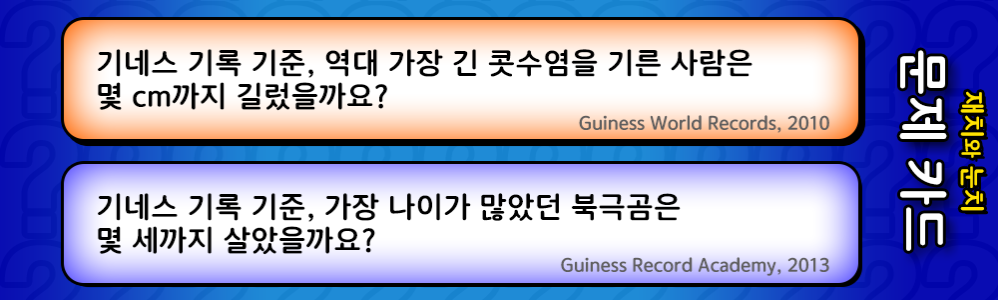 기네스 기록 기준, 역대 가장 긴 콧수염을 기른 사람은
몇 cm까지 길렀을까요?
Guiness World Records, 2010
기네스 기록 기준, 가장 나이가 많았던 북극곰은
몇 세까지 살았을까요?
Guiness Record Academy, 2013
재치와 눈치
문제 카드